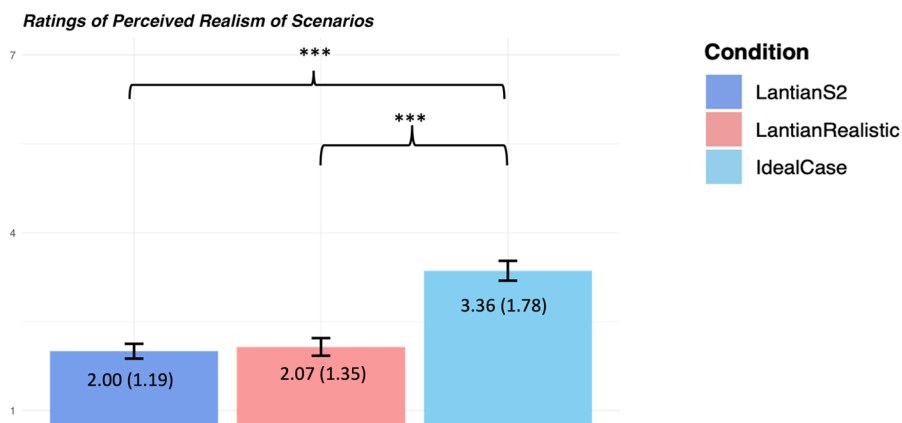 Ratings of Perceived Realism of Scenarios
7
***
***
4
1
2.00 (1.19)
2.07 (1.35)
3.36 (1.78)
Condition
LantianS2
LantianRealistic
IdealCase